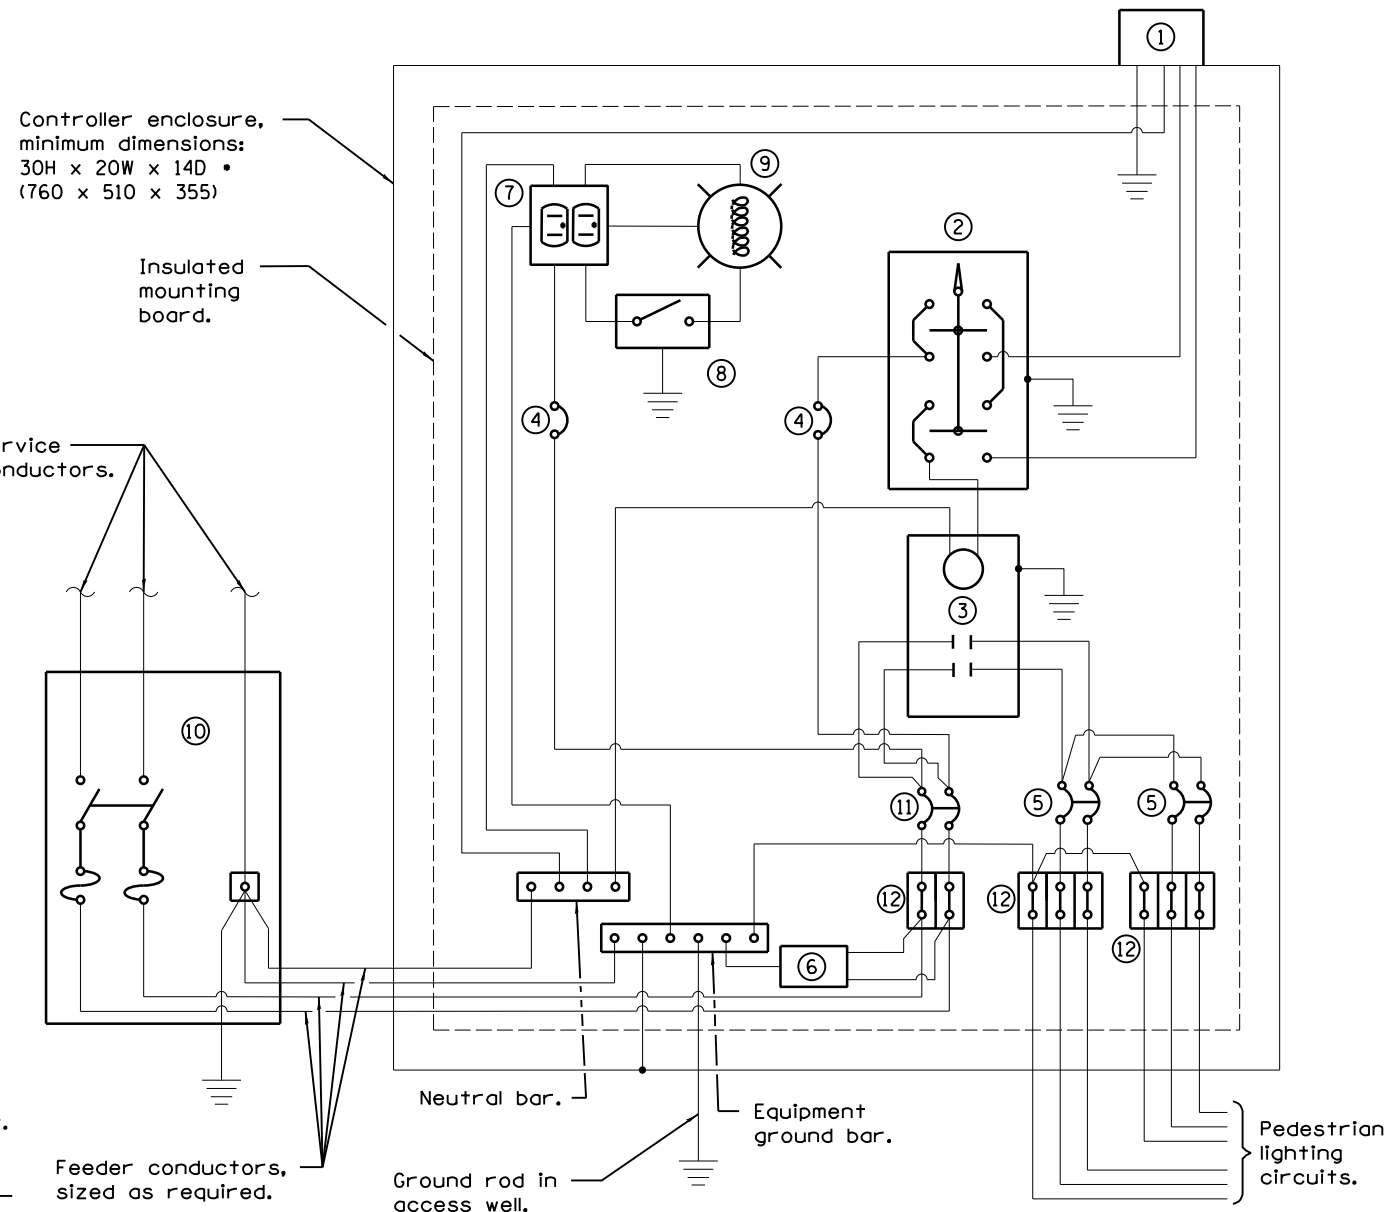 1
Controller enclosure,
minimum dimensions:
30H x 20W x 14D •
(760 x 510 x 355)
9
7
2
Insulated
mounting
board.
8
4
4
rvice
nductors.
3
10
11
5
5
12
12
12
6
Neutral bar.
Equipment
ground bar.
Pedestrian
lighting
circuits.
Feeder conductors,
sized as required.
Ground rod in
access well.